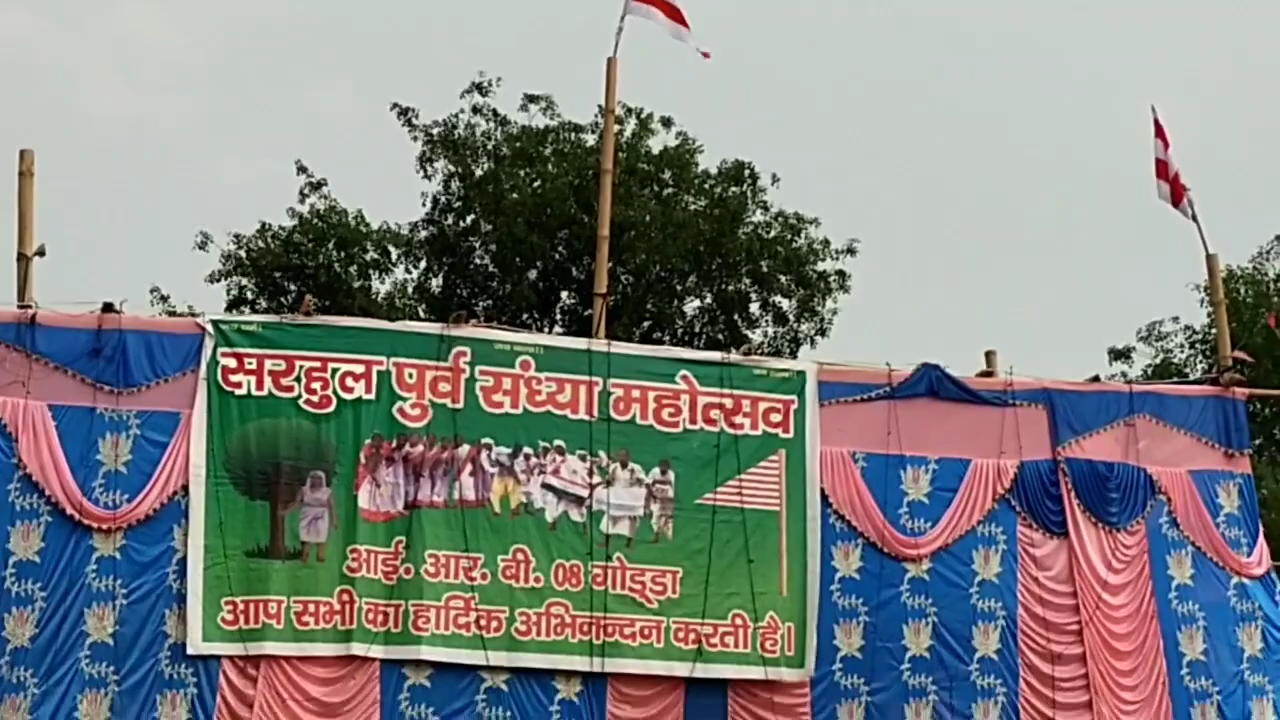 सरहुल पुर्व संध्या महोत्सव
आई. आर. बी. 08 गोड्डा
आप सभी का हार्दिक अभिनन्दन करती है।